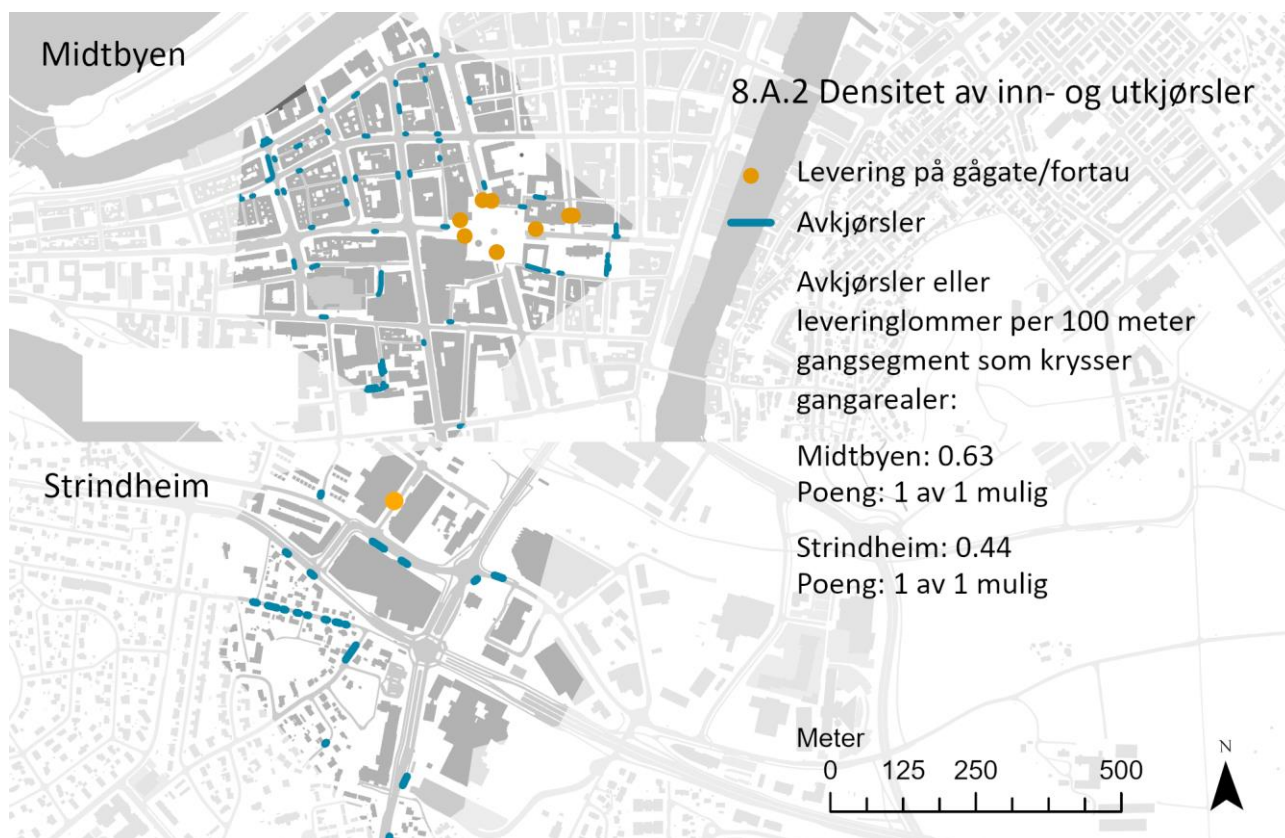 Midtbyen
8.A.2 Densitet av inn- og utkjørsler
Levering på gågate/fortau
Avkjørsler
Avkjørsler eller
leveringlommer per 100 meter
gangsegment som krysser
gangarealer:
Midtbyen: 0.63
Poeng: 1 av 1 mulig
Strindheim
Strindheim: 0.44
Poeng: 1 av 1 mulig
Meter
0 125 250 500
N